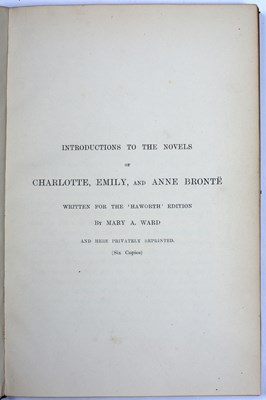 INTRODUCTIONS TO THE NOVELS
OF
CHARLOTTE, EMILY, AND ANNE BRONTË
WRITTEN FOR THE 'HAWORTH' EDITION
BY MARY A. WARD
AND HERE PRIVATELY REPRINTED.
(Six Copies)